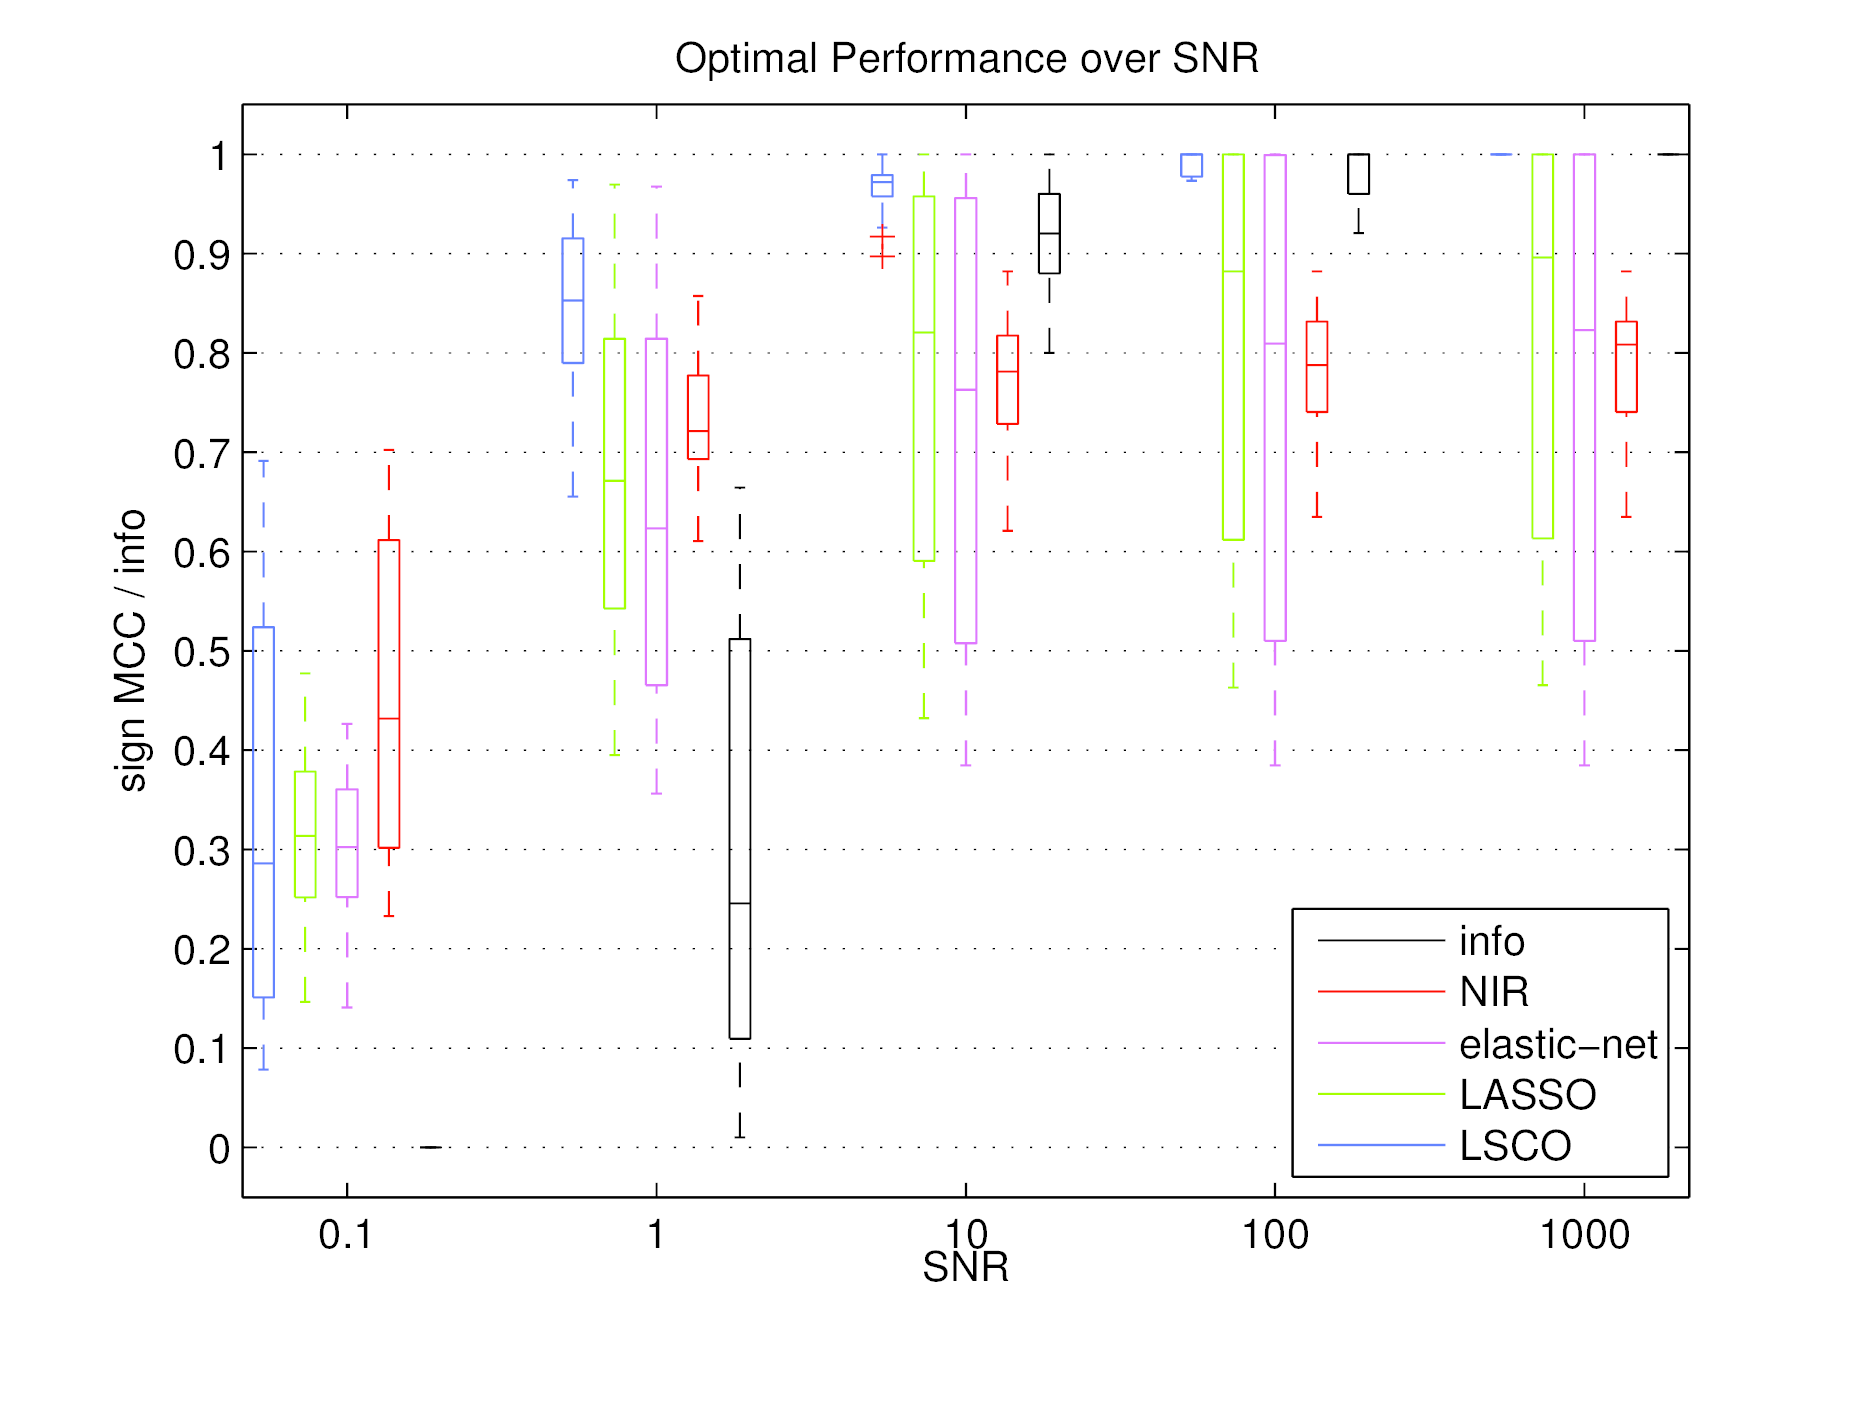 Optimal Performance over SNR
sign MCC / info
1
0.9
0.8
0.7
0.6
0.5
0.4
0.3
0.2
0.1
0
0.1 1 10 100 1000
SNR
info
NIR
elastic−net
LASSO
LSCO